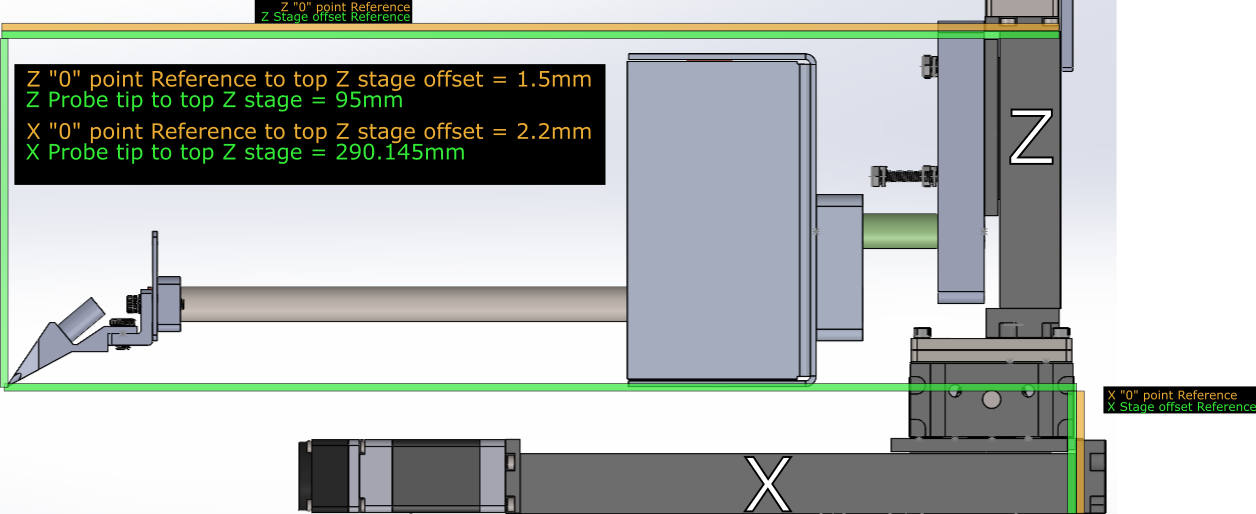 Z "0" point Reference
Z Stage offset Reference
Z "0" point Reference to top Z stage offset = 1.5mm
Z Probe tip to top Z stage = 95mm
X "0" point Reference to top Z stage offset = 2.2mm
X Probe tip to top Z stage = 290.145mm
Z
X "0" point Reference
X Stage offset Reference
X